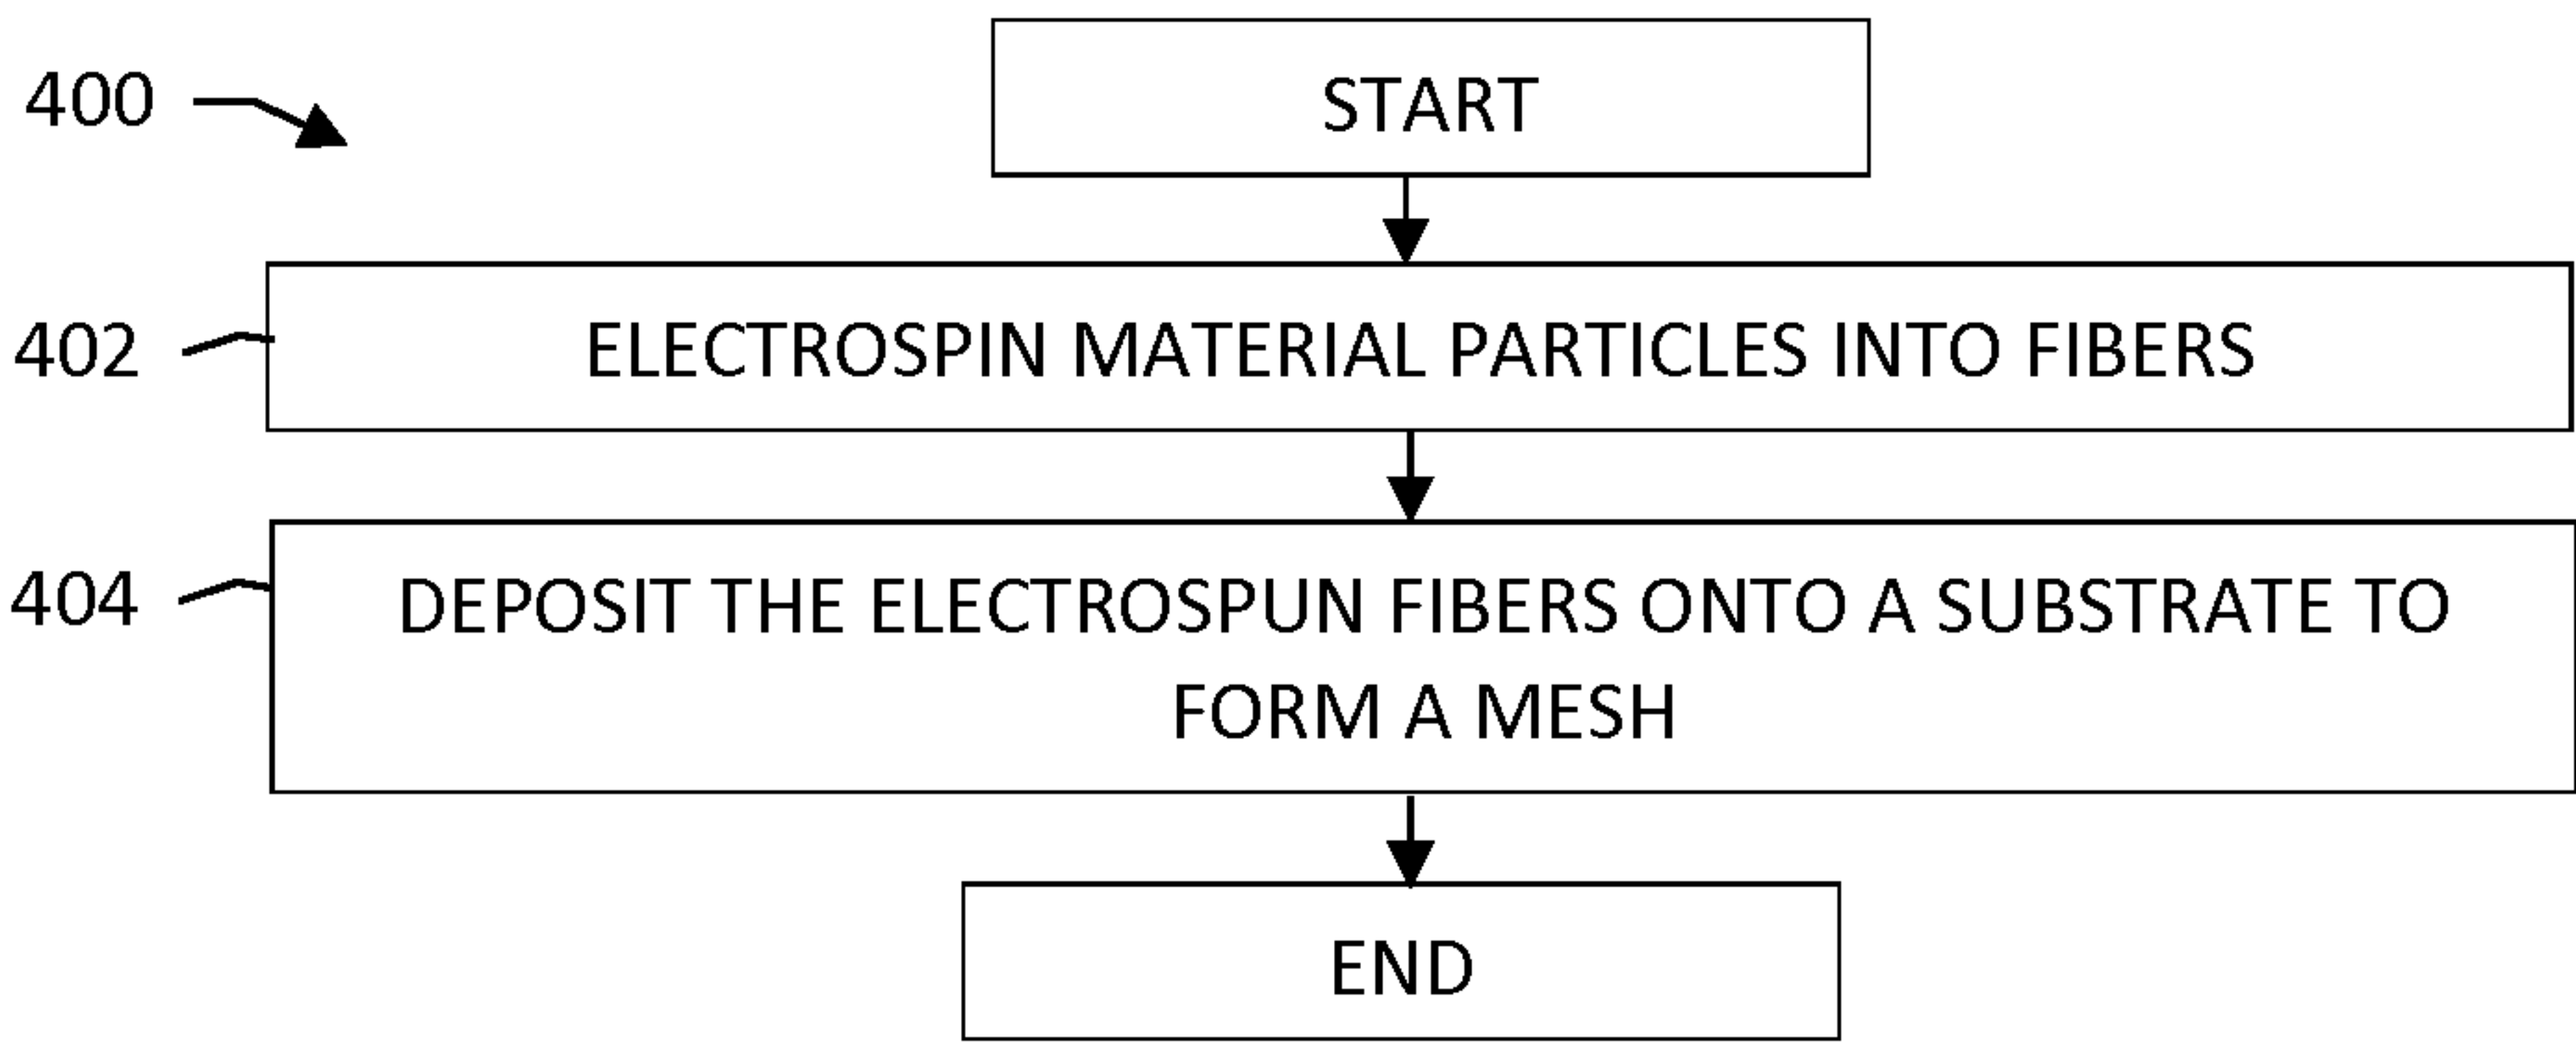 400
START
402
ELECTROSPIN MATERIAL PARTICLES INTO FIBERS
404
DEPOSIT THE ELECTROSPUN FIBERS ONTO A SUBSTRATE TO
FORM A MESH
END